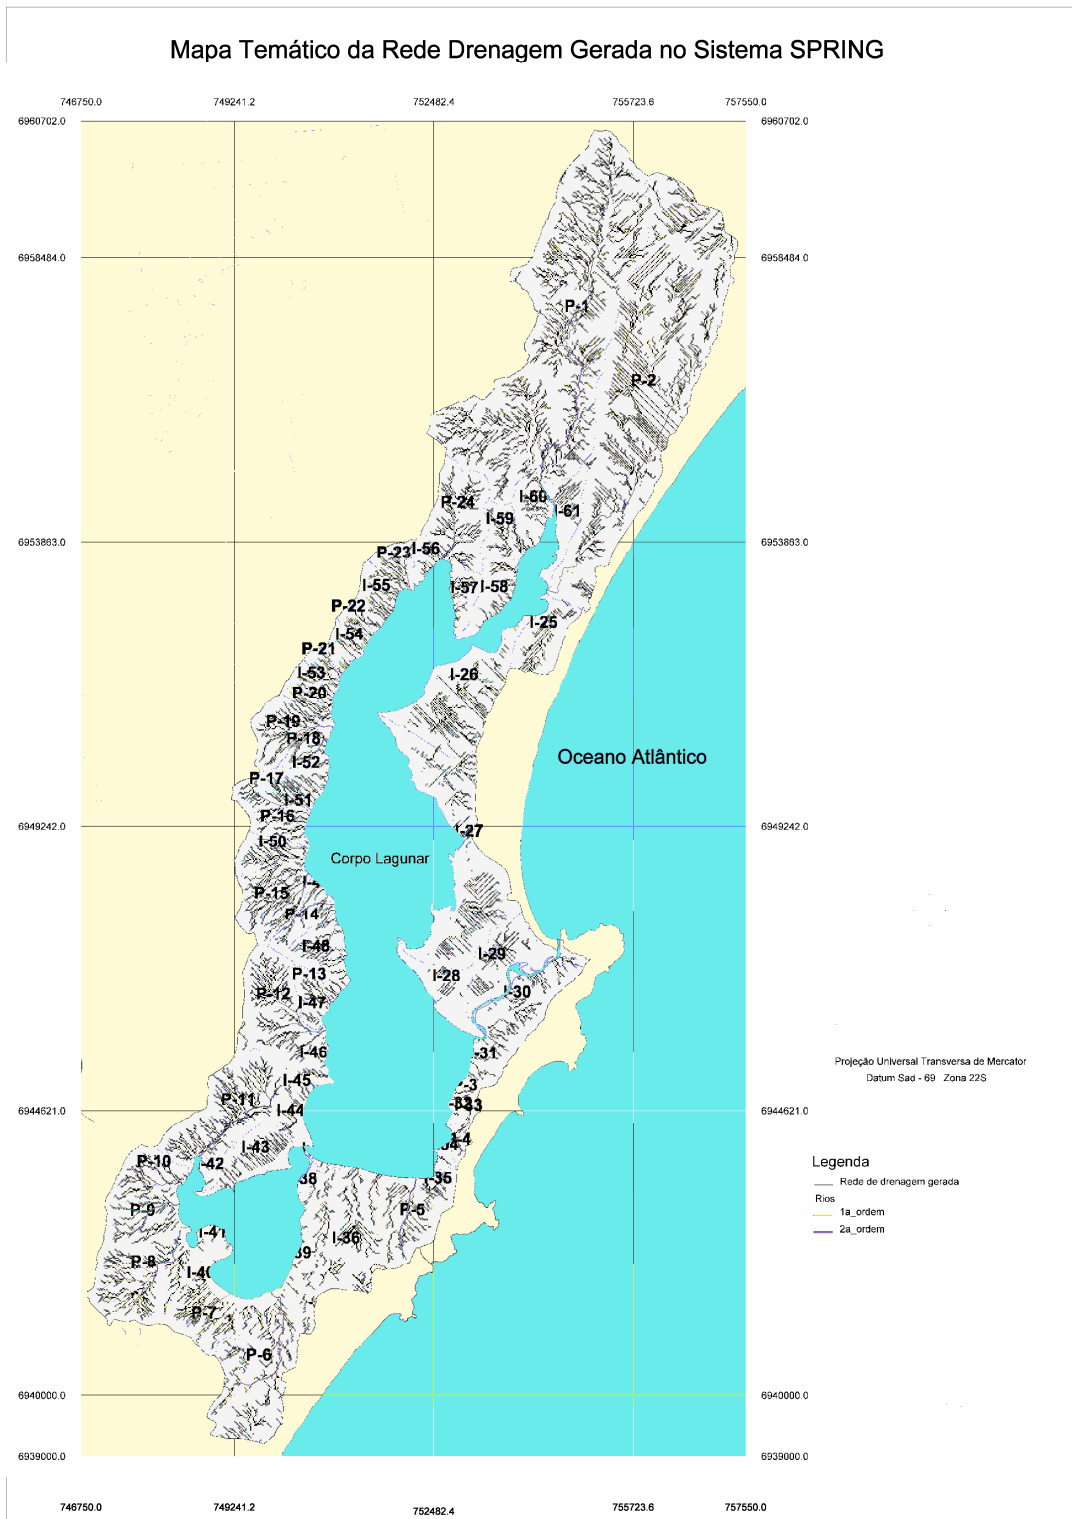 Mapa Temático da Rede Drenagem Gerada no Sistema SPRING
746750.0 749241.2 752482.4 755723.6 757550.0
6960702.0 6960702.0
6958484.0 6958484.0
P-1
P-2
I-60
P-24
I-61
I-59
6953863.0 6953863.0
P-23 I-56
I-55 I-57 I-58
P-22
I-25
I-54
P-21
I-53 I-26
P-20
P-19
P-18
Oceano Atlântico
I-52
P-17
I-51
P-16
6949242.0 I-27 6949242.0
I-50
Corpo Lagunar
P-15
P-14
I-48
I-29
P-13 I-28
P-12 I-30
I-47
I-46 -31
Projeção Universal Transversa de Mercator
Datum Sad - 69 Zona 22S
I-45 -3
P-11
I-44
6944621.0 6944621.0
I-43 -4
P-10 I-42
Legenda
38 I-35
Rede de drenagem gerada
Rios
P-9 P-5
1a_ordem
2a_ordem
I-41 I-36
39
P-8
I-40
P-7
P-6
6940000.0 6940000.0
6939000.0 6939000.0
746750.0 749241.2 752482.4 755723.6 757550.0